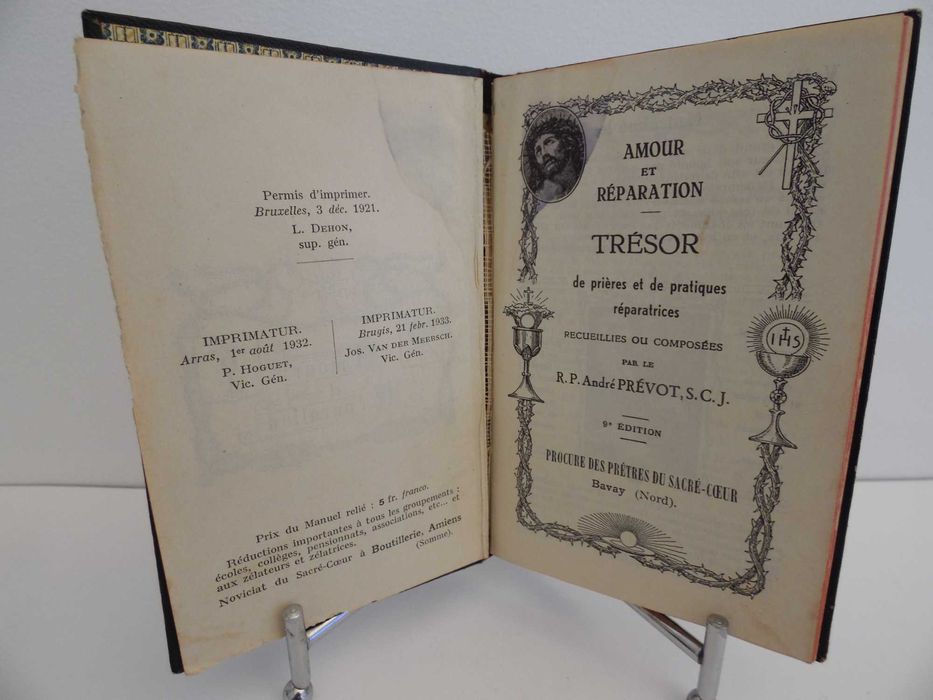 Permis d'imprimer.
Bruxelles, 3 déc. 1921.
L. DEHON,
sup. gén.
IMPRIMATUR.
Arras, 1er août 1932.
P. HOGUET,
Vic. Gén.
IMPRIMATUR.
Brugis, 21 febr. 1933.
JOS. VAN DER MEERSCH.
Vic. Gén.
Prix du Manuel relié : 5 fr. franco.
Réductions importantes à tous les groupements :
écoles, collèges, pensionnats, associations, etc... et
aux zélateurs et zélatrices.
Noviciat du Sacré-Cœur à Boutillerie, Amiens
(Somme).
AMOUR
ET
RÉPARATION
TRÉSOR
de prières et de pratiques
réparatrices
RECUEILLIES OU COMPOSÉES
PAR LE
R. P. André PRÉVOT, S. C. J.
9e ÉDITION
PROCURE DES PRÊTRES DU SACRÉ-CŒUR
Bavay (Nord).
IHS